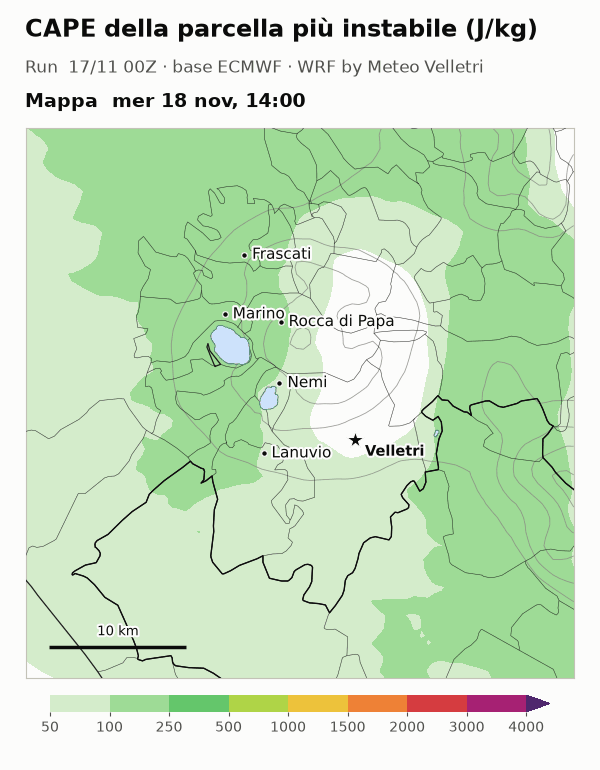 CAPE della parcella più instabile (J/kg)
Run  17/11 00Z · base ECMWF · WRF by Meteo Velletri
Mappa  mer 18 nov, 14:00
Frascati
Marino
Rocca di Papa
Nemi
Velletri
Lanuvio
10 km
50 100 250 500 1000 1500 2000 3000 4000